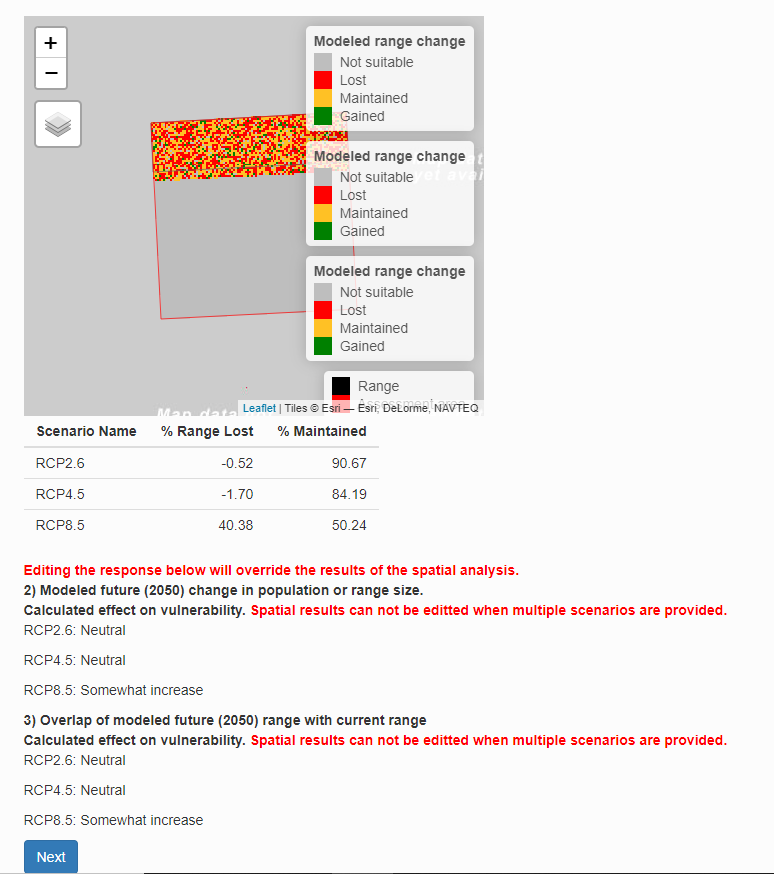 +
−
Modeled range change
Not suitable
Lost
Maintained
Gained
Modeled range change
Not suitable
Lost
Maintained
Gained
yet avai
Modeled range change
Not suitable
Lost
Maintained
Gained
Range
Assessment area
Map data
Leaflet | Tiles © Esri — Esri, DeLorme, NAVTEQ
Scenario Name % Range Lost % Maintained
RCP2.6 -0.52 90.67
RCP4.5 -1.70 84.19
RCP8.5 40.38 50.24
Editing the response below will override the results of the spatial analysis.
2) Modeled future (2050) change in population or range size.
Calculated effect on vulnerability. Spatial results can not be editted when multiple scenarios are provided.
RCP2.6: Neutral
RCP4.5: Neutral
RCP8.5: Somewhat increase
3) Overlap of modeled future (2050) range with current range
Calculated effect on vulnerability. Spatial results can not be editted when multiple scenarios are provided.
RCP2.6: Neutral
RCP4.5: Neutral
RCP8.5: Somewhat increase
Next